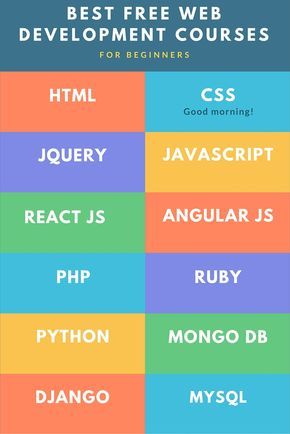 BEST FREE WEB
DEVELOPMENT COURSES
FOR BEGINNERS
HTML
CSS
Good morning!
JQUERY
JAVASCRIPT
REACT JS
ANGULAR JS
PHP
RUBY
PYTHON
MONGO DB
DJANGO
MYSQL